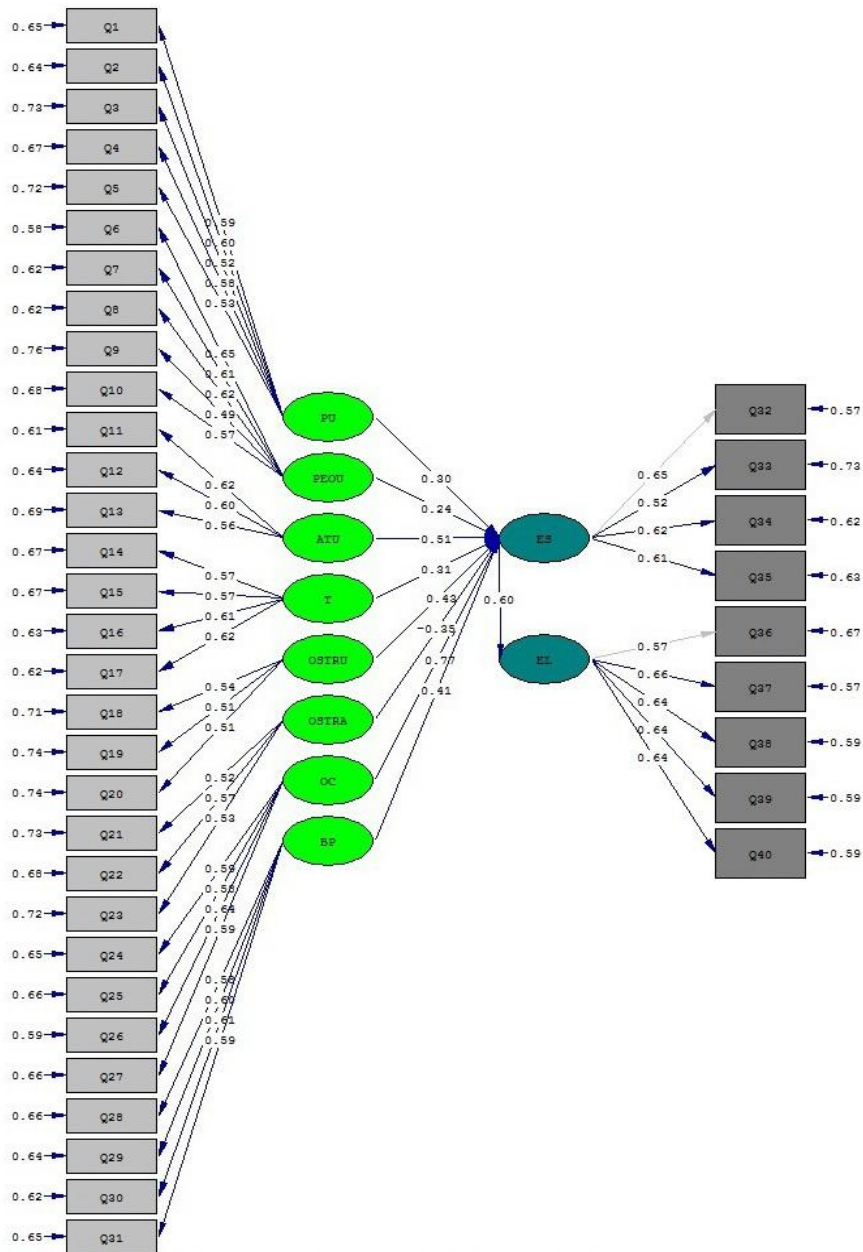 0.65 Q1
0.64 Q2
0.73 Q3
0.67 Q4
0.72 Q5
0.58 Q6
0.62 Q7
0.62 Q8
0.76 Q9
0.68 Q10
0.61 Q11
0.64 Q12
0.69 Q13
0.67 Q14
0.67 Q15
0.63 Q16
0.62 Q17
0.71 Q18
0.74 Q19
0.74 Q20
0.73 Q21
0.68 Q22
0.72 Q23
0.65 Q24
0.66 Q25
0.59 Q26
0.66 Q27
0.66 Q28
0.64 Q29
0.62 Q30
0.65 Q31
0.59
0.60
0.52
0.58
0.53
0.65
0.61
0.62
0.49
0.57
0.62
0.60
0.56
0.57
0.57
0.61
0.62
0.54
0.51
0.51
0.52
0.57
0.53
0.59
0.58
0.64
0.59
0.58
0.60
0.61
0.59
PU
PEOU
ATU
T
OSTRU
OSTRA
OC
BP
0.30
0.24
0.51
0.31
0.43
-0.35
0.77
0.41
ES
0.60
EL
0.65
0.52
0.62
0.61
0.57
0.66
0.64
0.64
0.64
Q32 0.57
Q33 0.73
Q34 0.62
Q35 0.63
Q36 0.67
Q37 0.57
Q38 0.59
Q39 0.59
Q40 0.59